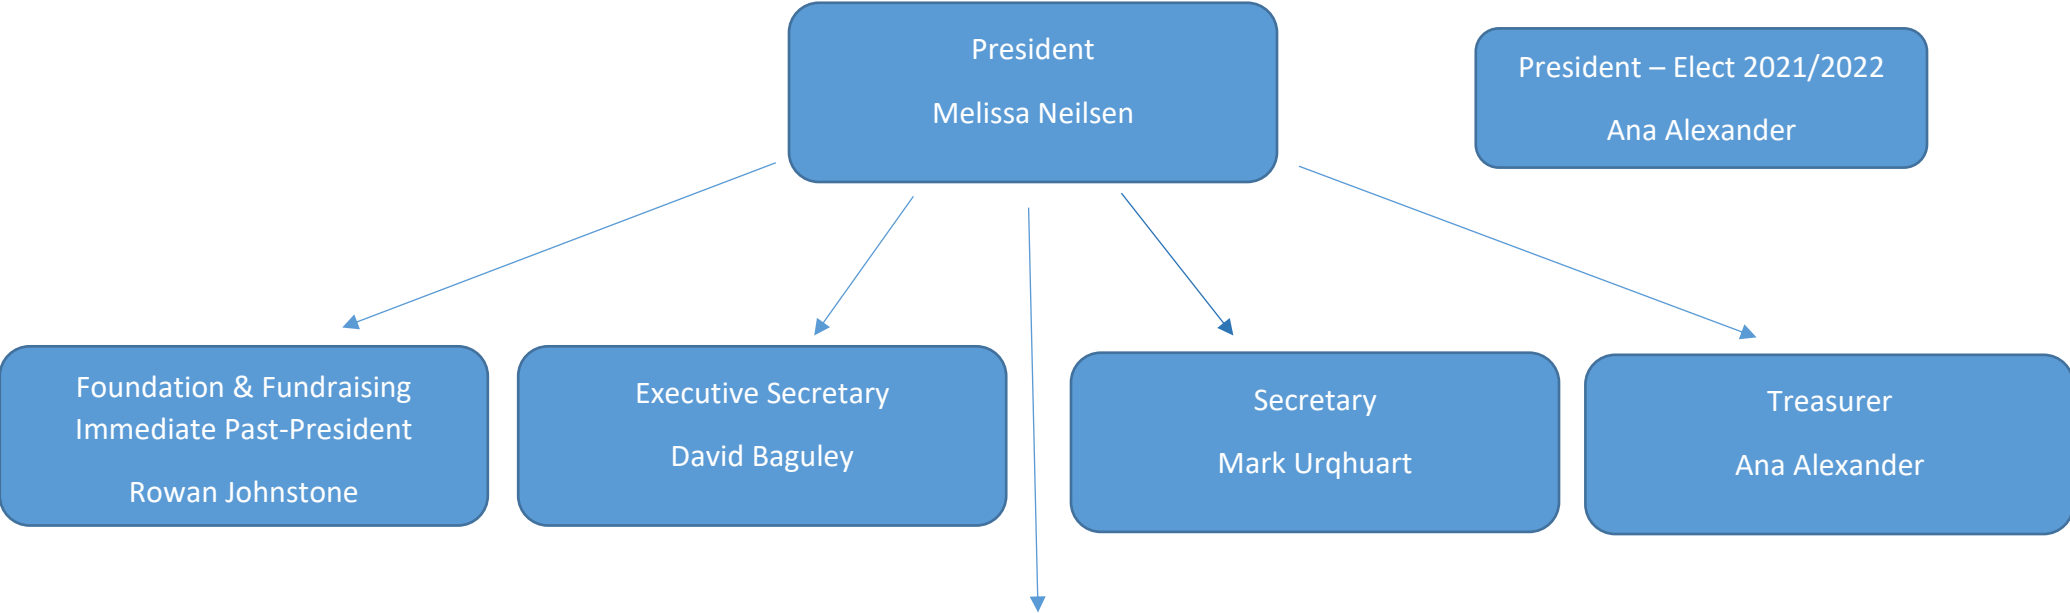 President
Melissa Neilsen
President – Elect 2021/2022
Ana Alexander
Foundation & Fundraising
Immediate Past-President
Rowan Johnstone
Executive Secretary
David Baguley
Secretary
Mark Urqhuart
Treasurer
Ana Alexander